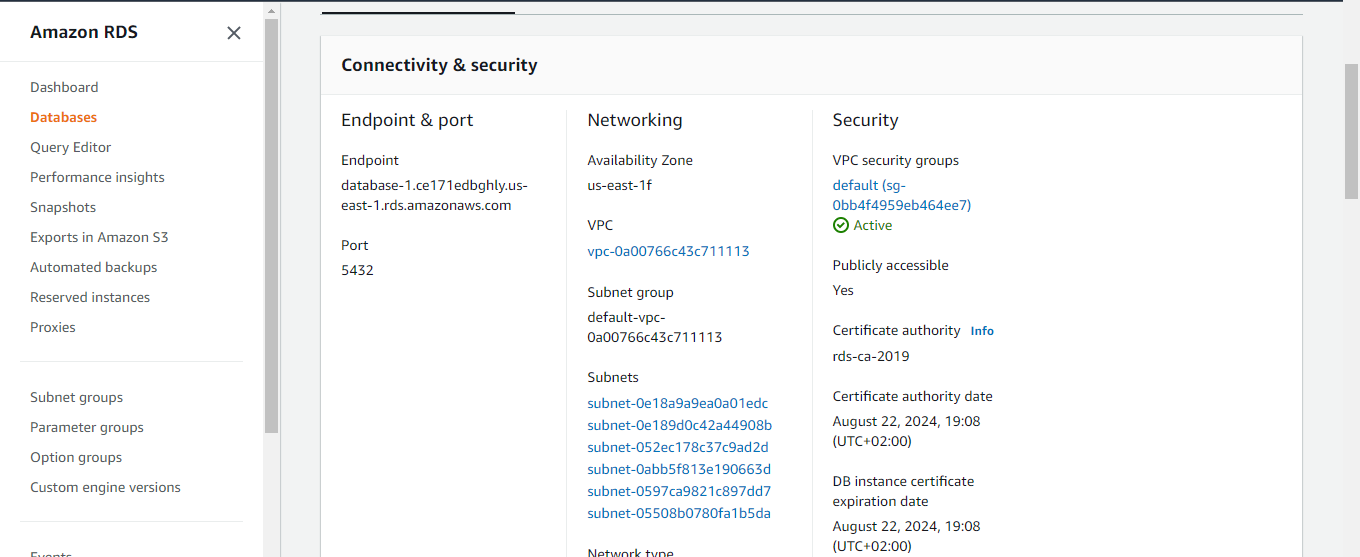 Amazon RDS
Dashboard
Databases
Query Editor
Performance insights
Snapshots
Exports in Amazon S3
Automated backups
Reserved instances
Proxies
Subnet groups
Parameter groups
Option groups
Custom engine versions
Events
Connectivity & security
Endpoint & port
Endpoint
database-1.ce171edbghly.us-
east-1.rds.amazonaws.com
Port
5432
Networking
Availability Zone
us-east-1f
VPC
vpc-0a00766c43c711113
Subnet group
default-vpc-
0a00766c43c711113
Subnets
subnet-0e18a9a9ea0a01edc
subnet-0e189d0c42a44908b
subnet-052ec178c37c9ad2d
subnet-0abb5f813e190663d
subnet-0597ca9821c897dd7
subnet-05508b0780fa1b5da
Network type
Security
VPC security groups
default (sg-
0bb4f4959eb464ee7)
Active
Publicly accessible
Yes
Certificate authority Info
rds-ca-2019
Certificate authority date
August 22, 2024, 19:08
(UTC+02:00)
DB instance certificate
expiration date
August 22, 2024, 19:08
(UTC+02:00)